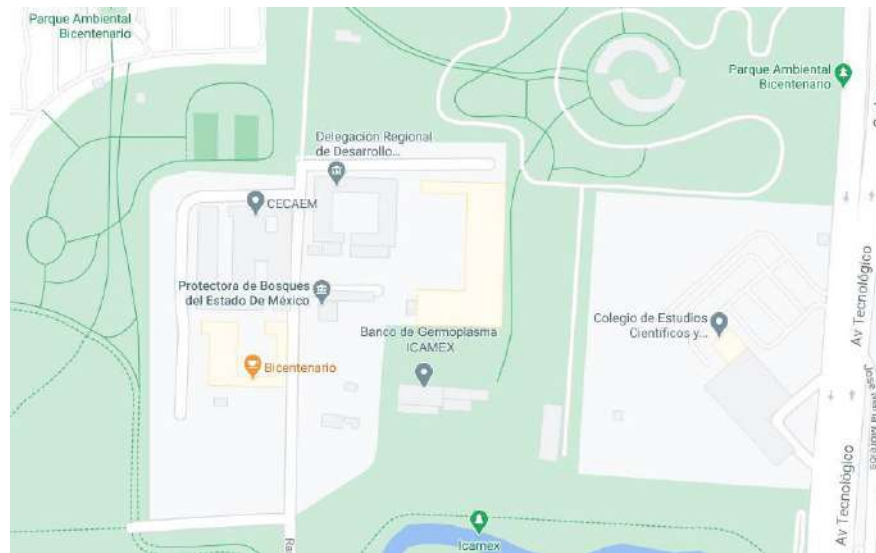 Parque Ambiental
Bicentenario
Parque Ambiental
Bicentenario
Delegación Regional
de Desarrollo...
CECAEM
Protectora de Bosques
del Estado De México
Colegio de Estudios
Científicos y...
Banco de Germoplasma
ICAMEX
Bicentenario
Av Tecnológico
Av Tecnológico
Icamex